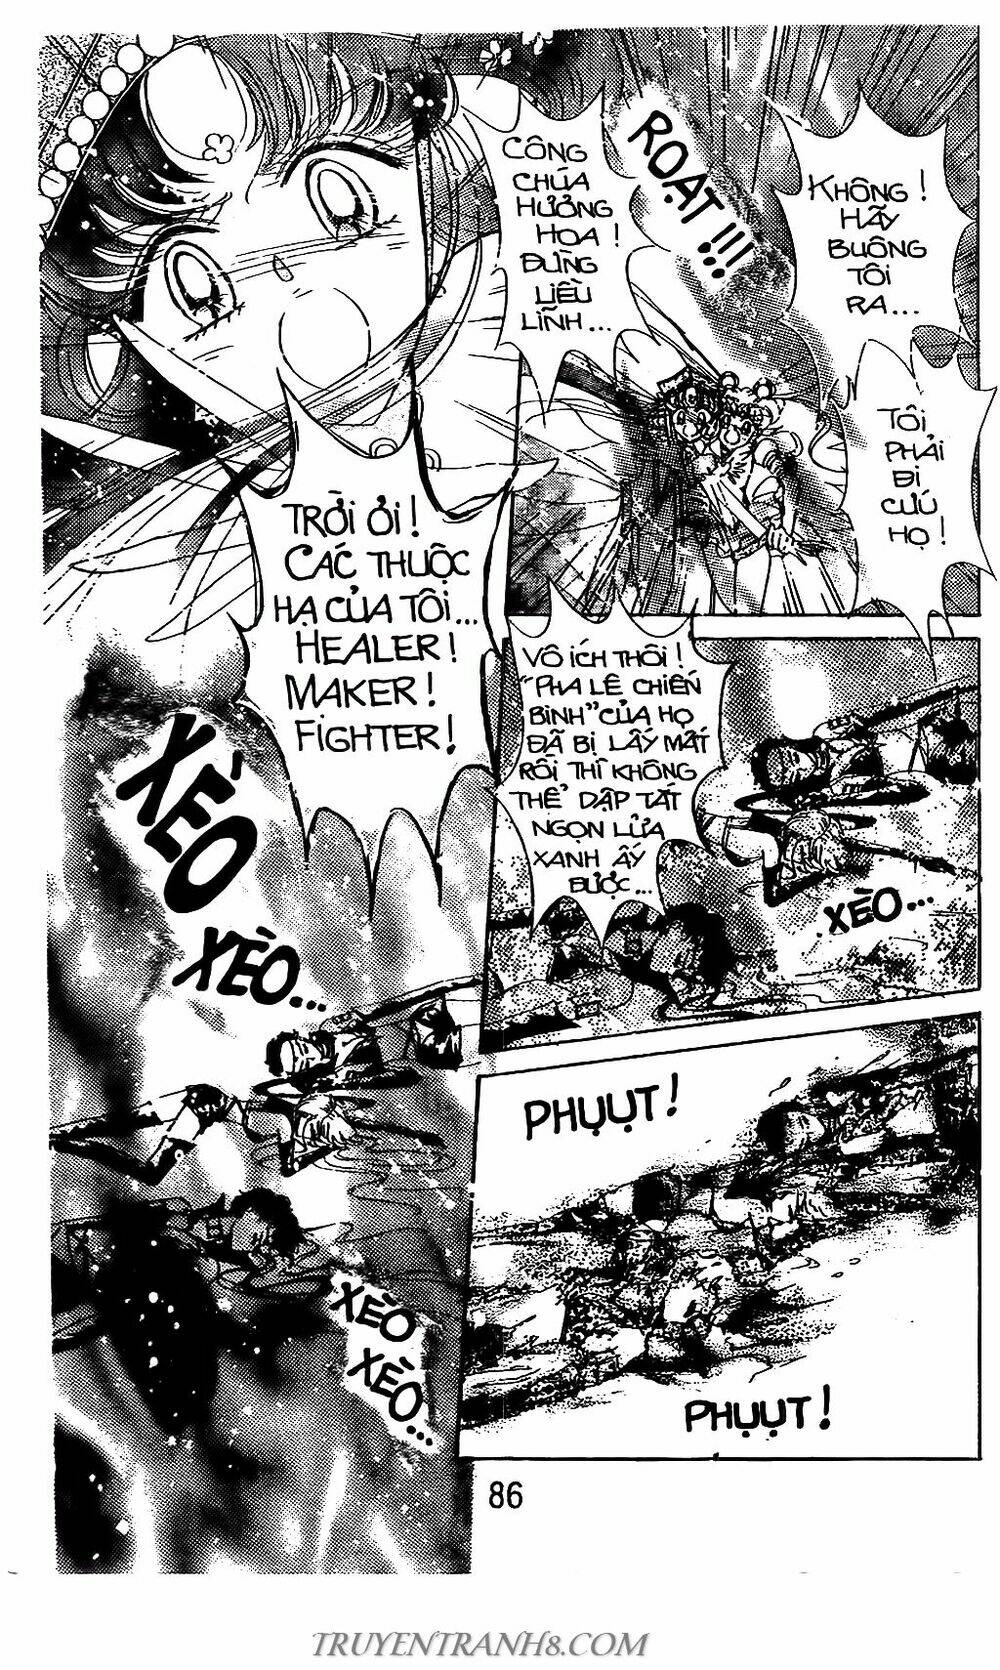 TRỜI ƠI!
CÁC THUỘC
HẠ CỦA TÔI...
HEALER!
MAKER!
FIGHTER!
CÔNG
CHÚA
HƯỞNG
HOA!
ĐỪNG
LIỀU
LĨNH...
ROẠT!!!
KHÔNG!
HÃY
BUÔNG
TÔI
RA...
TÔI
PHẢI
ĐI
CỨU
HỌ!
XÈO
XÈO...
XÈO
XÈO...
VÔ ÍCH THÔI!
"PHA LÊ CHIẾN
BINH" CỦA HỌ
ĐÃ BỊ LẤY MẤT
RỒI THÌ KHÔNG
THỂ DẬP TẮT
NGỌN LỬA
XANH ẤY
ĐƯỢC...
XÈO...
PHỤỤT!
PHỤỤT!
86
TRUYENTRANH8.COM